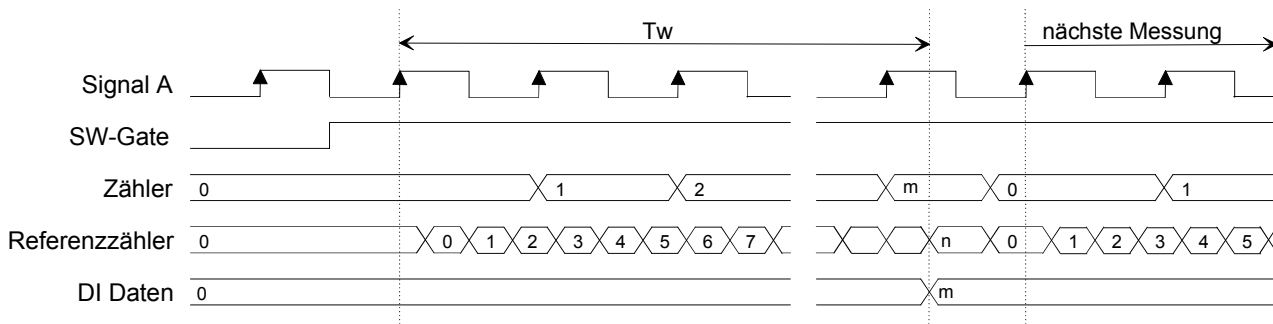 Tw nächste Messung
Signal A
SW-Gate
Zähler 0 1 2 m 0 1
Referenzzähler 0 0 1 2 3 4 5 6 7 n 0 1 2 3 4 5
DI Daten 0 m